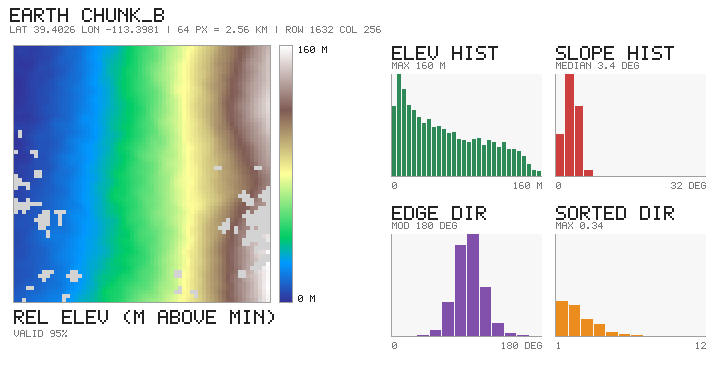 EARTH CHUNK_B
LAT 39.4026 LON -113.3981 | 64 PX = 2.56 KM | ROW 1632 COL 256
160 M
0 M
REL ELEV (M ABOVE MIN)
VALID 95%
ELEV HIST
MAX 160 M
0 160 M
SLOPE HIST
MEDIAN 3.4 DEG
0 32 DEG
EDGE DIR
MOD 180 DEG
0 180 DEG
SORTED DIR
MAX 0.34
1 12